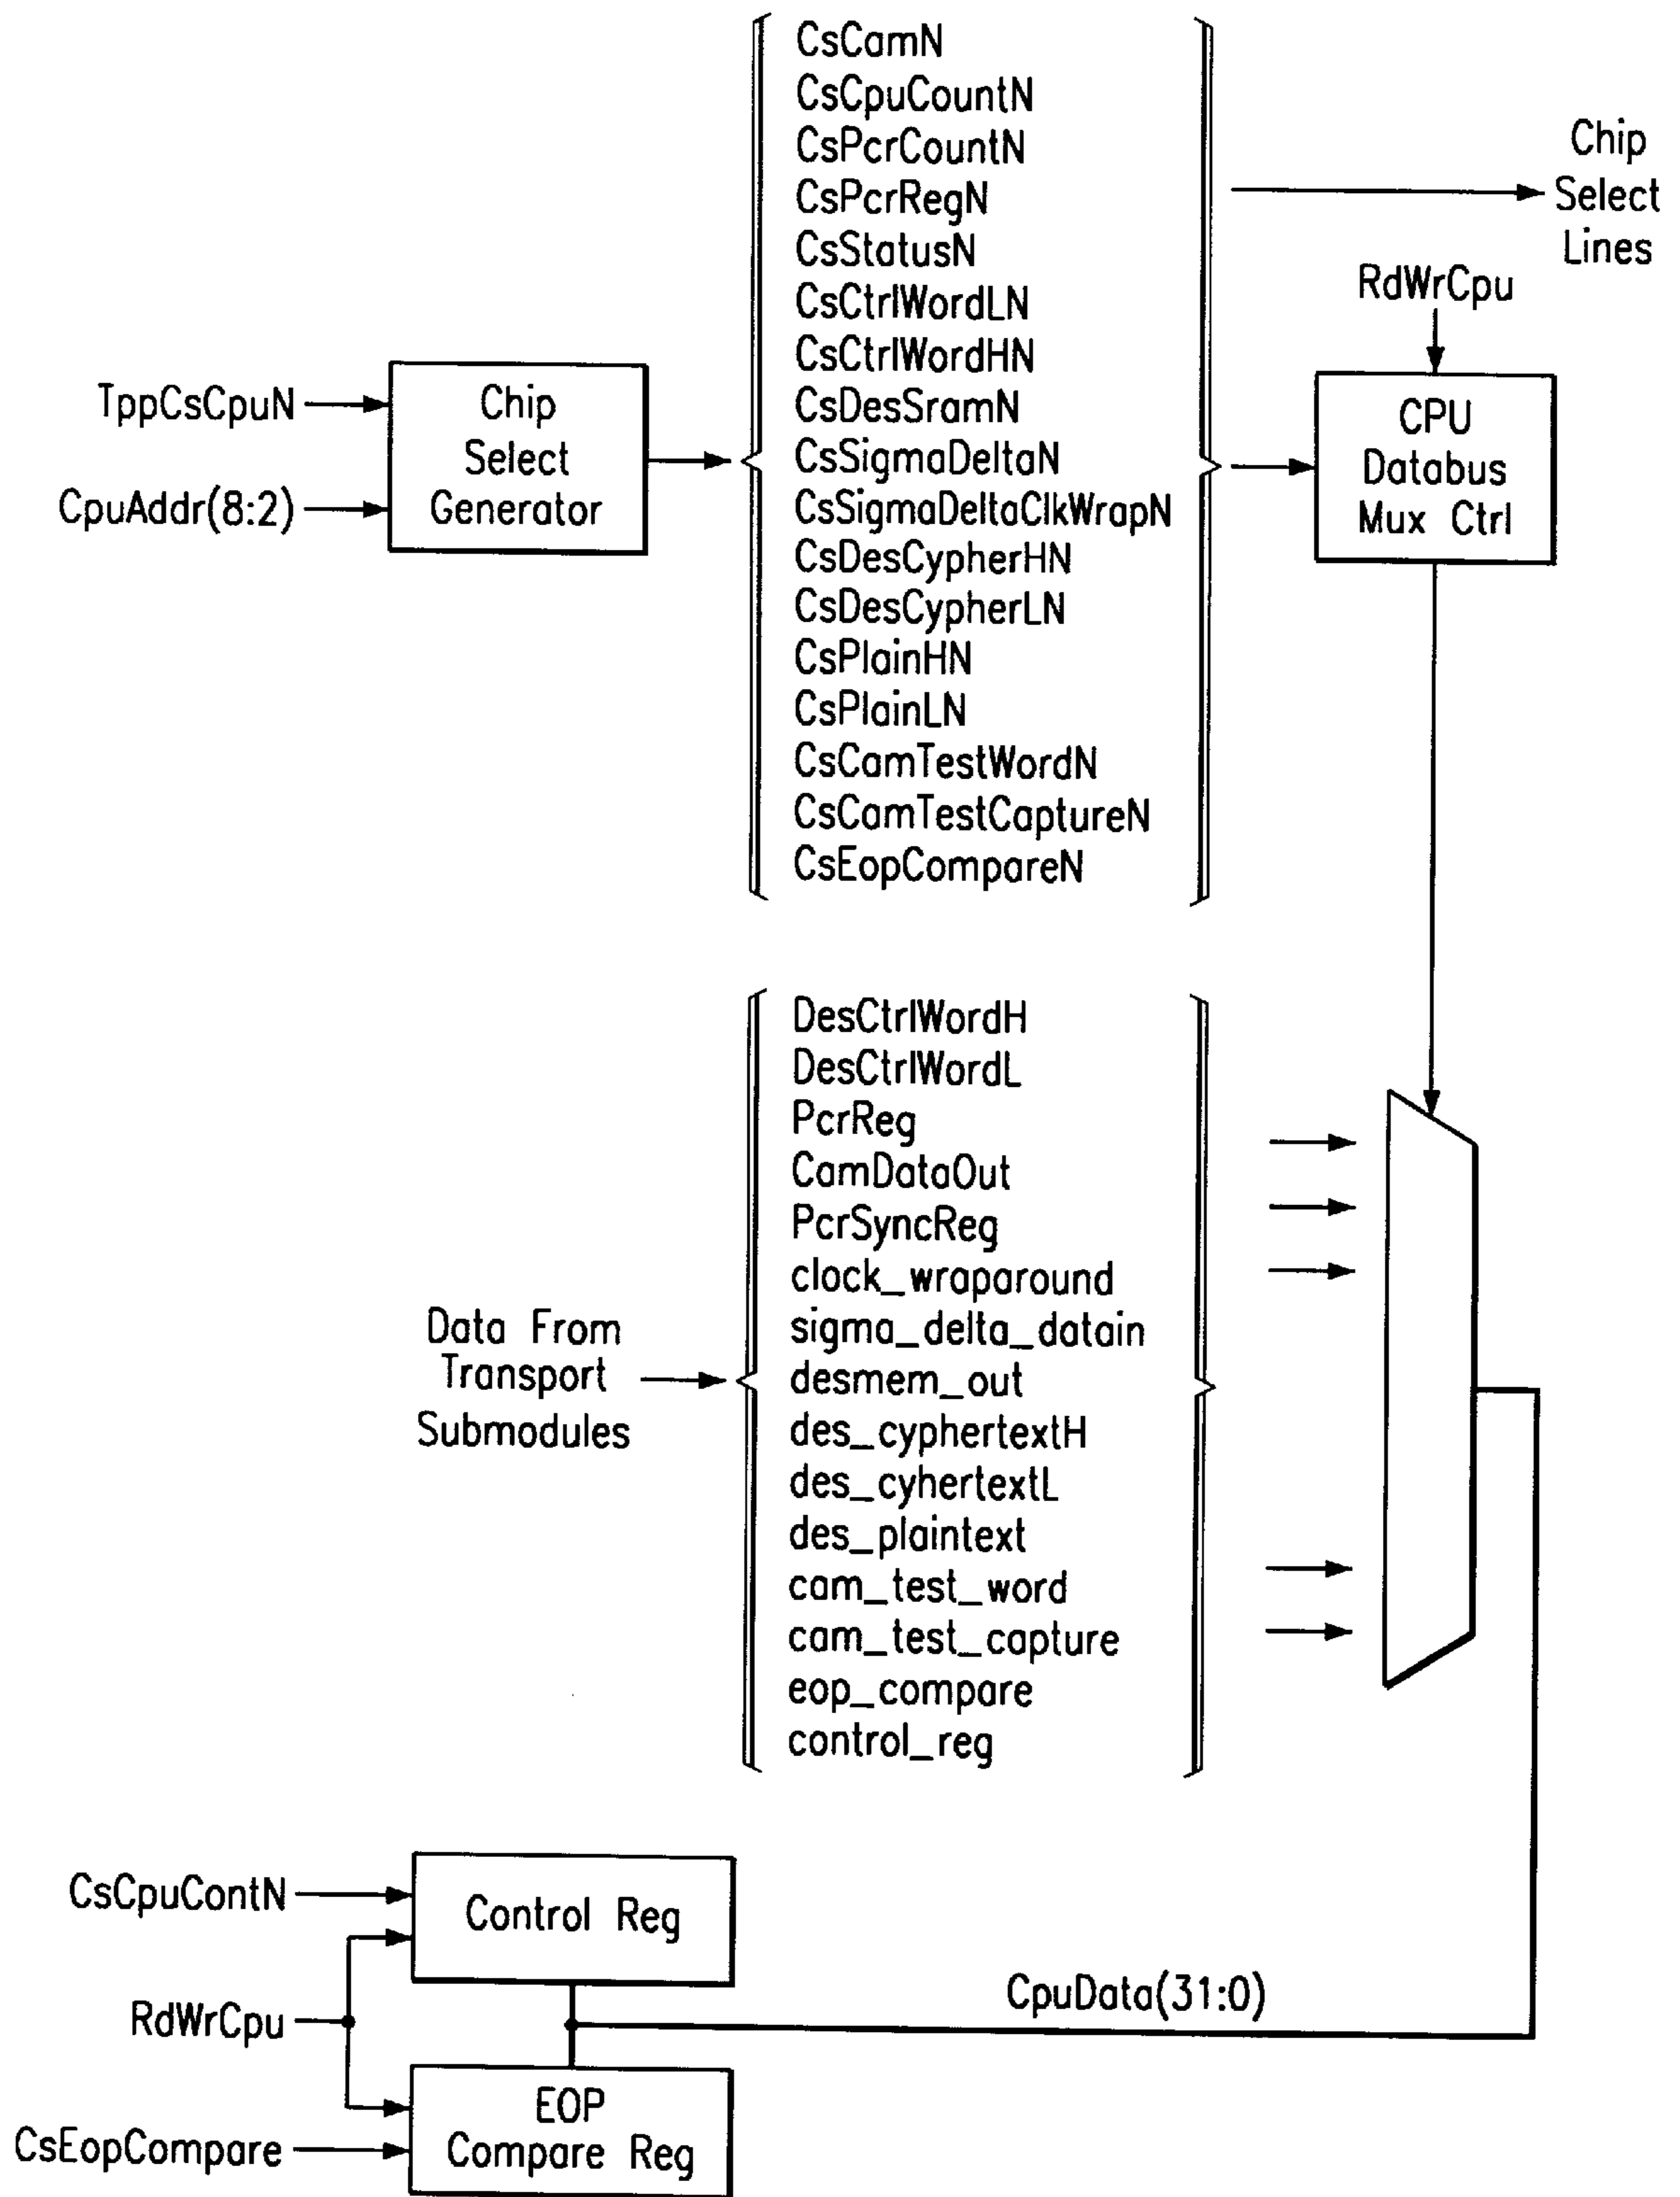 TppCsCpuN
CpuAddr(8:2)
Chip
Select
Generator
CsCamN
CsCpuCountN
CsPcrCountN
CsPcrRegN
CsStatusN
CsCtrlWordLN
CsCtrlWordHN
CsDesSramN
CsSigmaDeltaN
CsSigmaDeltaClkWrapN
CsDesCypherHN
CsDesCypherLN
CsPlainHN
CsPlainLN
CsCamTestWordN
CsCamTestCaptureN
CsEopCompareN
Chip
Select
Lines
RdWrCpu
CPU
Databus
Mux Ctrl
Data From
Transport
Submodules
DesCtrlWordH
DesCtrlWordL
PcrReg
CamDataOut
PcrSyncReg
clock_wraparound
sigma_delta_datain
desmem_out
des_cyphertextH
des_cyhertextL
des_plaintext
cam_test_word
cam_test_capture
eop_compare
control_reg
CsCpuContN
RdWrCpu
CsEopCompare
Control Reg
EOP
Compare Reg
CpuData(31:0)